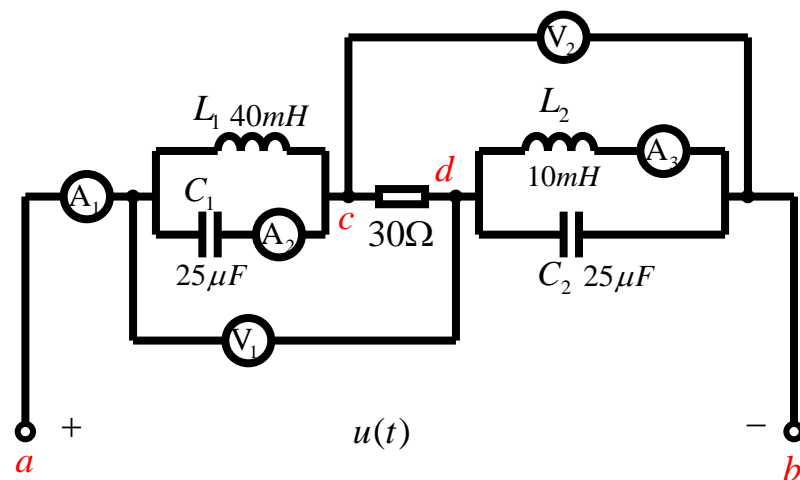 V₂
L₁ 40mH
L₂
A₃
d
10mH
A₁
C₁
A₂
c
30Ω
25μF
C₂ 25μF
V₁
+ u(t) −
a b